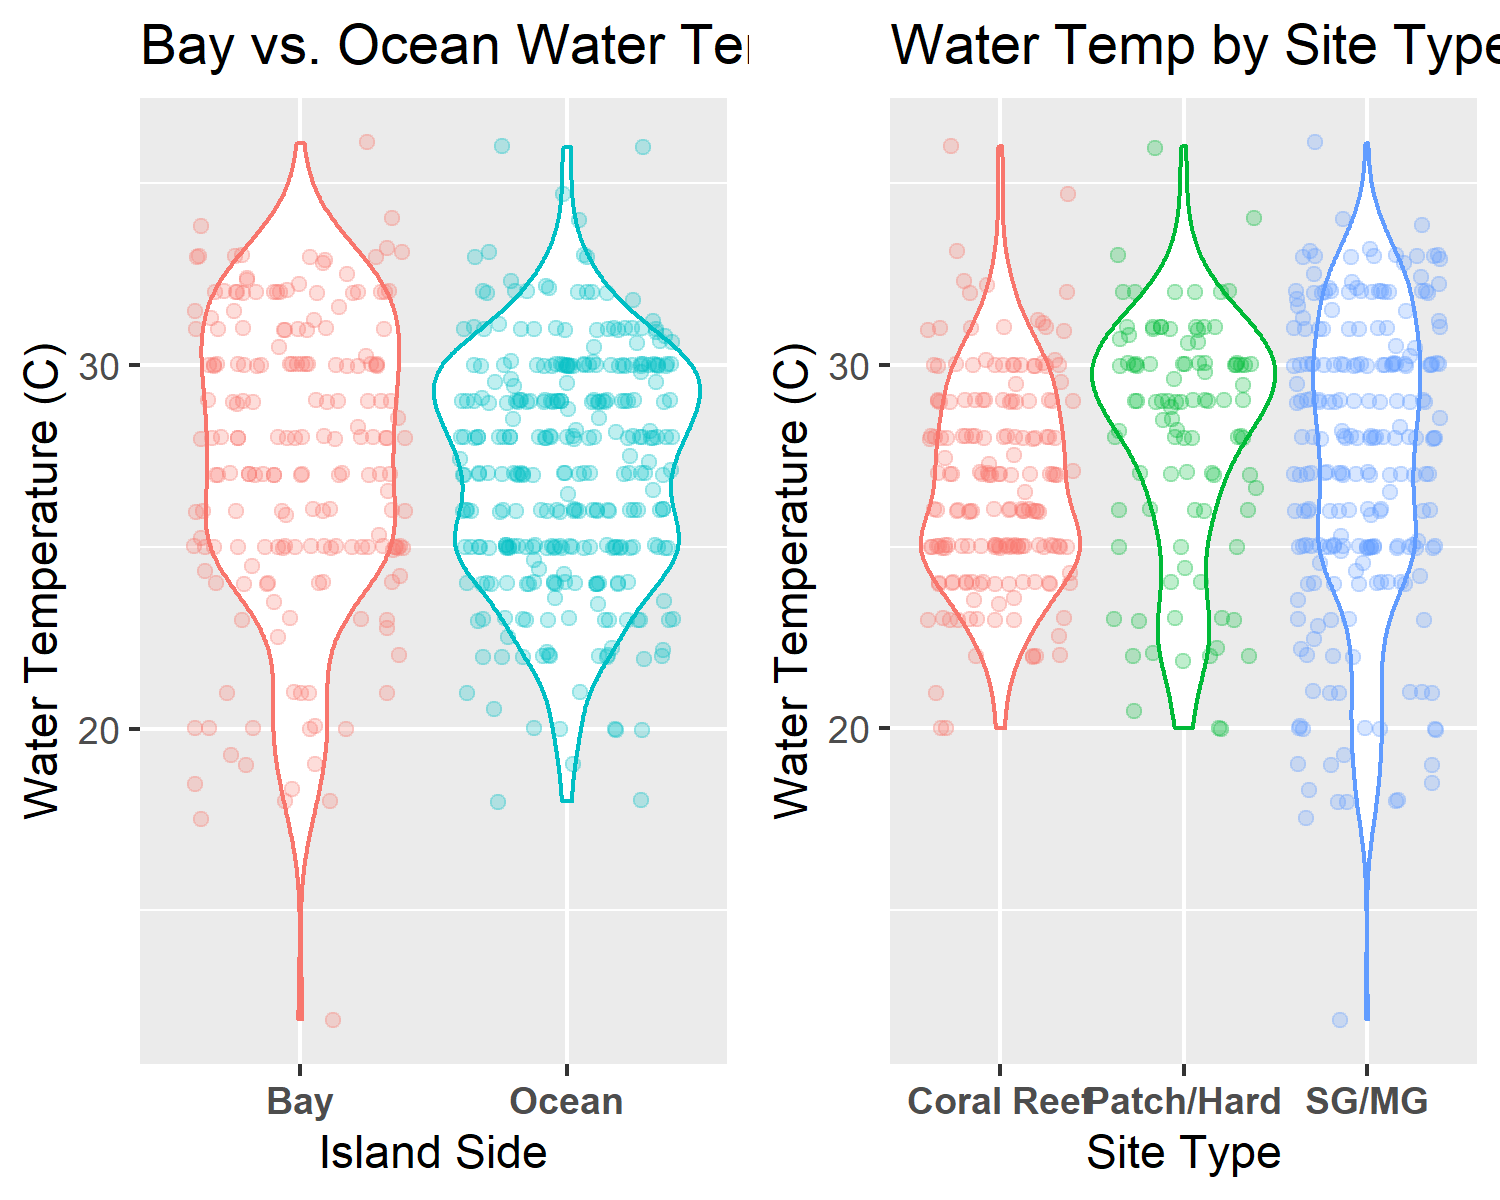 Bay vs. Ocean Water Te
Water Temperature (C)
30
20
Bay
Ocean
Island Side
Water Temp by Site Type
Water Temperature (C)
30
20
Coral Reef
Patch/Hard
SG/MG
Site Type